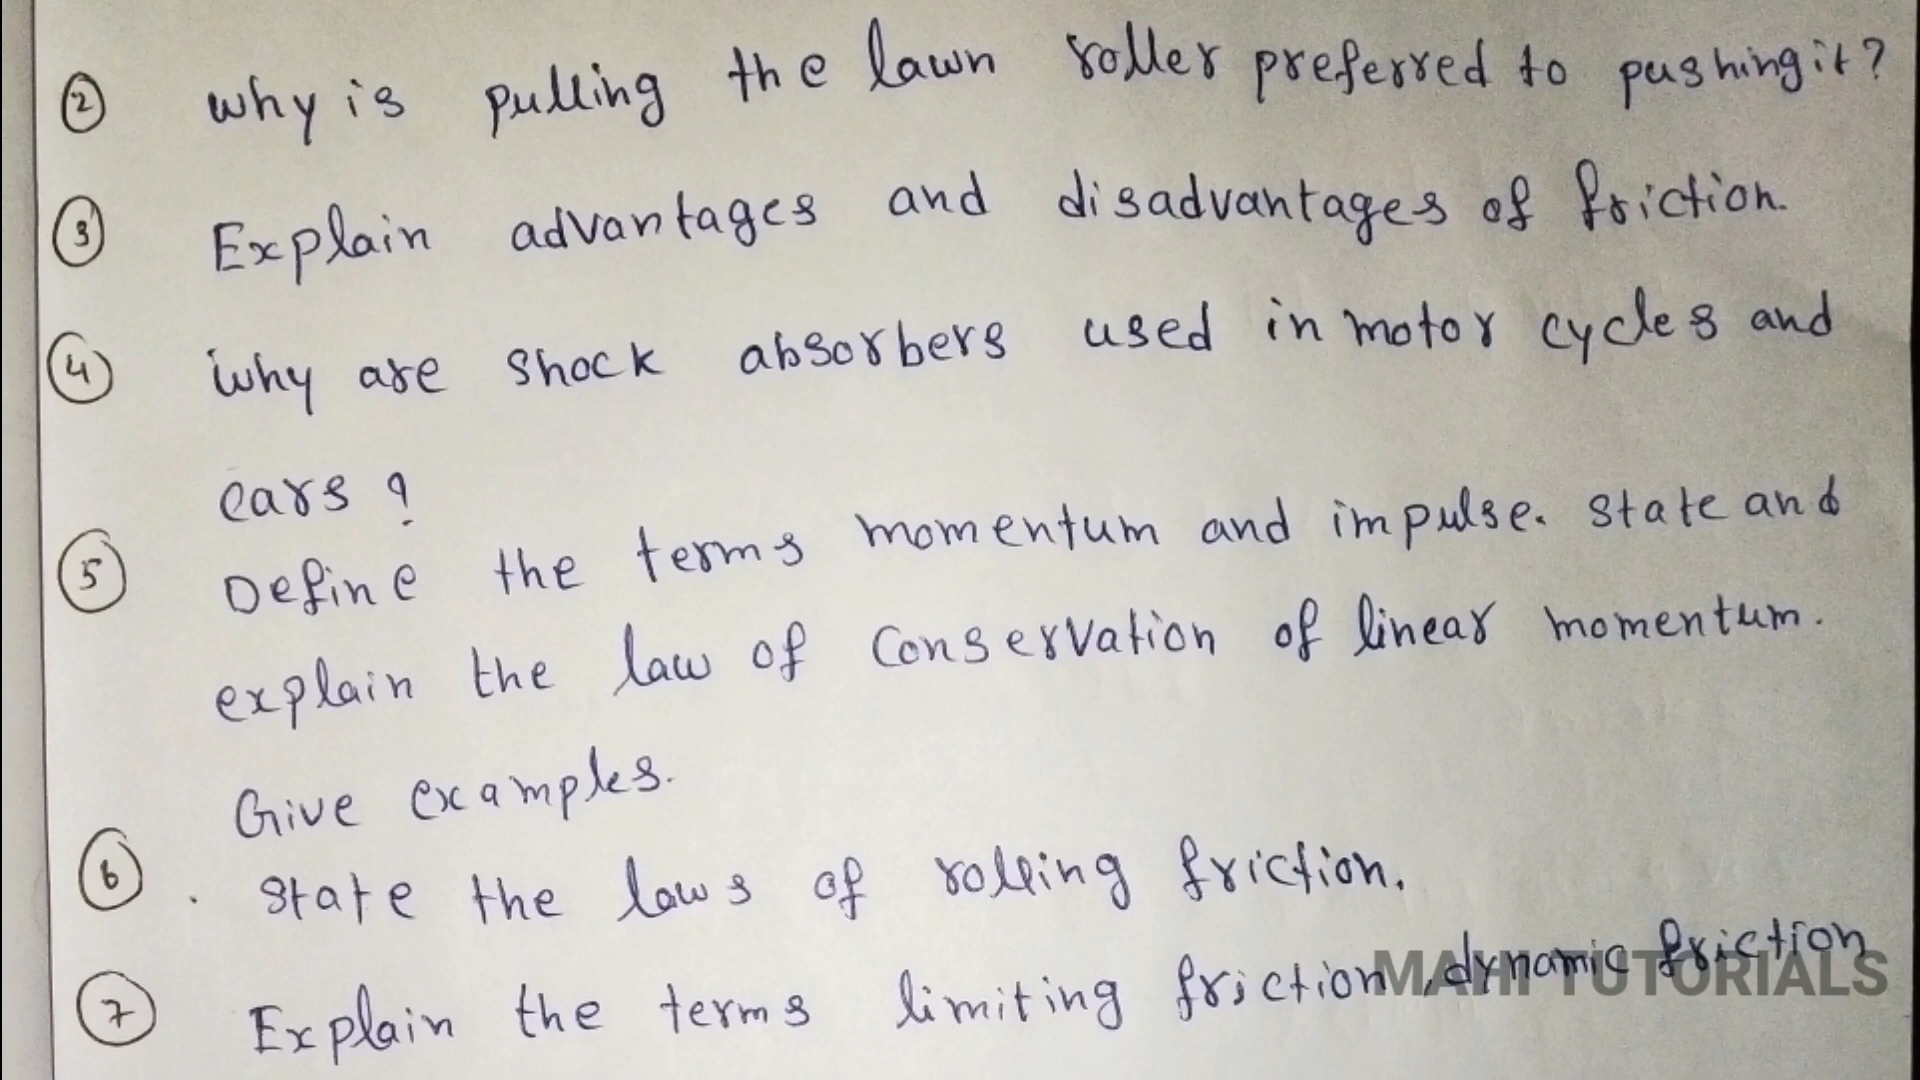 ② why is pulling the lawn roller preferred to pushing it?
③ Explain advantages and disadvantages of friction.
④ why are shock absorbers used in motor cycles and
cars?
⑤ Define the terms momentum and impulse. state and
explain the law of conservation of linear momentum.
Give examples.
⑥ State the laws of rolling friction.
⑦ Explain the terms limiting friction, dynamic friction
MAHI TUTORIALS